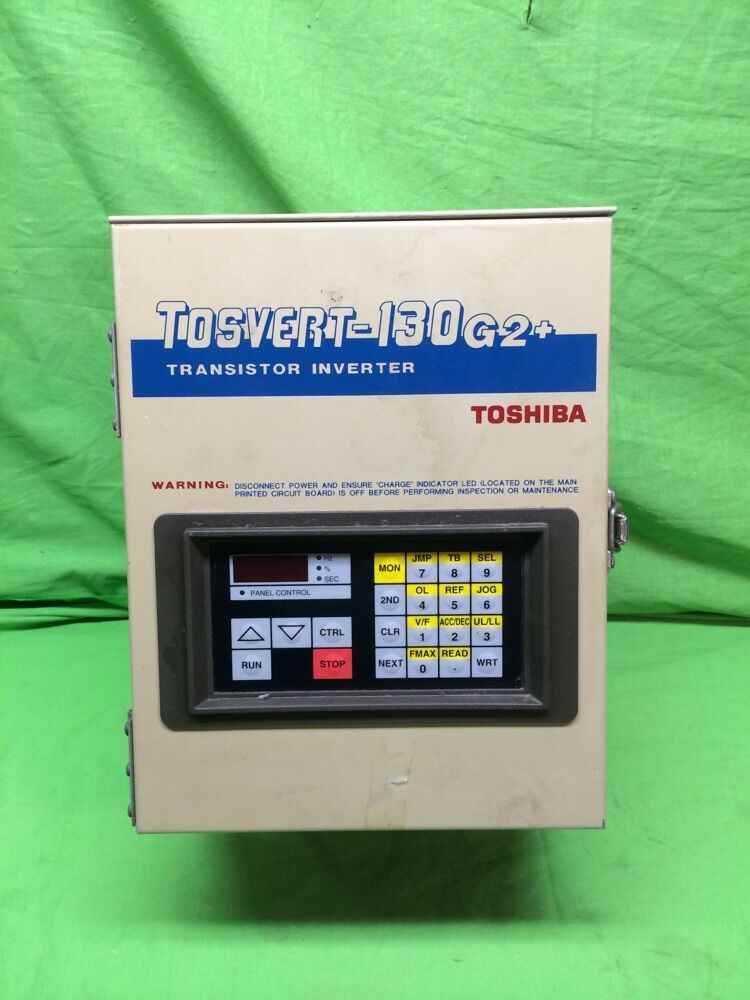 TOSVERT-130G2+
TRANSISTOR INVERTER
TOSHIBA
WARNING: DISCONNECT POWER AND ENSURE 'CHARGE' INDICATOR LED (LOCATED ON THE MAIN
PRINTED CIRCUIT BOARD) IS OFF BEFORE PERFORMING INSPECTION OR MAINTENANCE
Hz
%
SEC
PANEL CONTROL
CTRL
RUN
STOP
MON
JMP
7
TB
8
SEL
9
2ND
OL
4
REF
5
JOG
6
CLR
V/F
1
ACC/DEC
2
UL/LL
3
NEXT
FMAX
0
READ
.
WRT